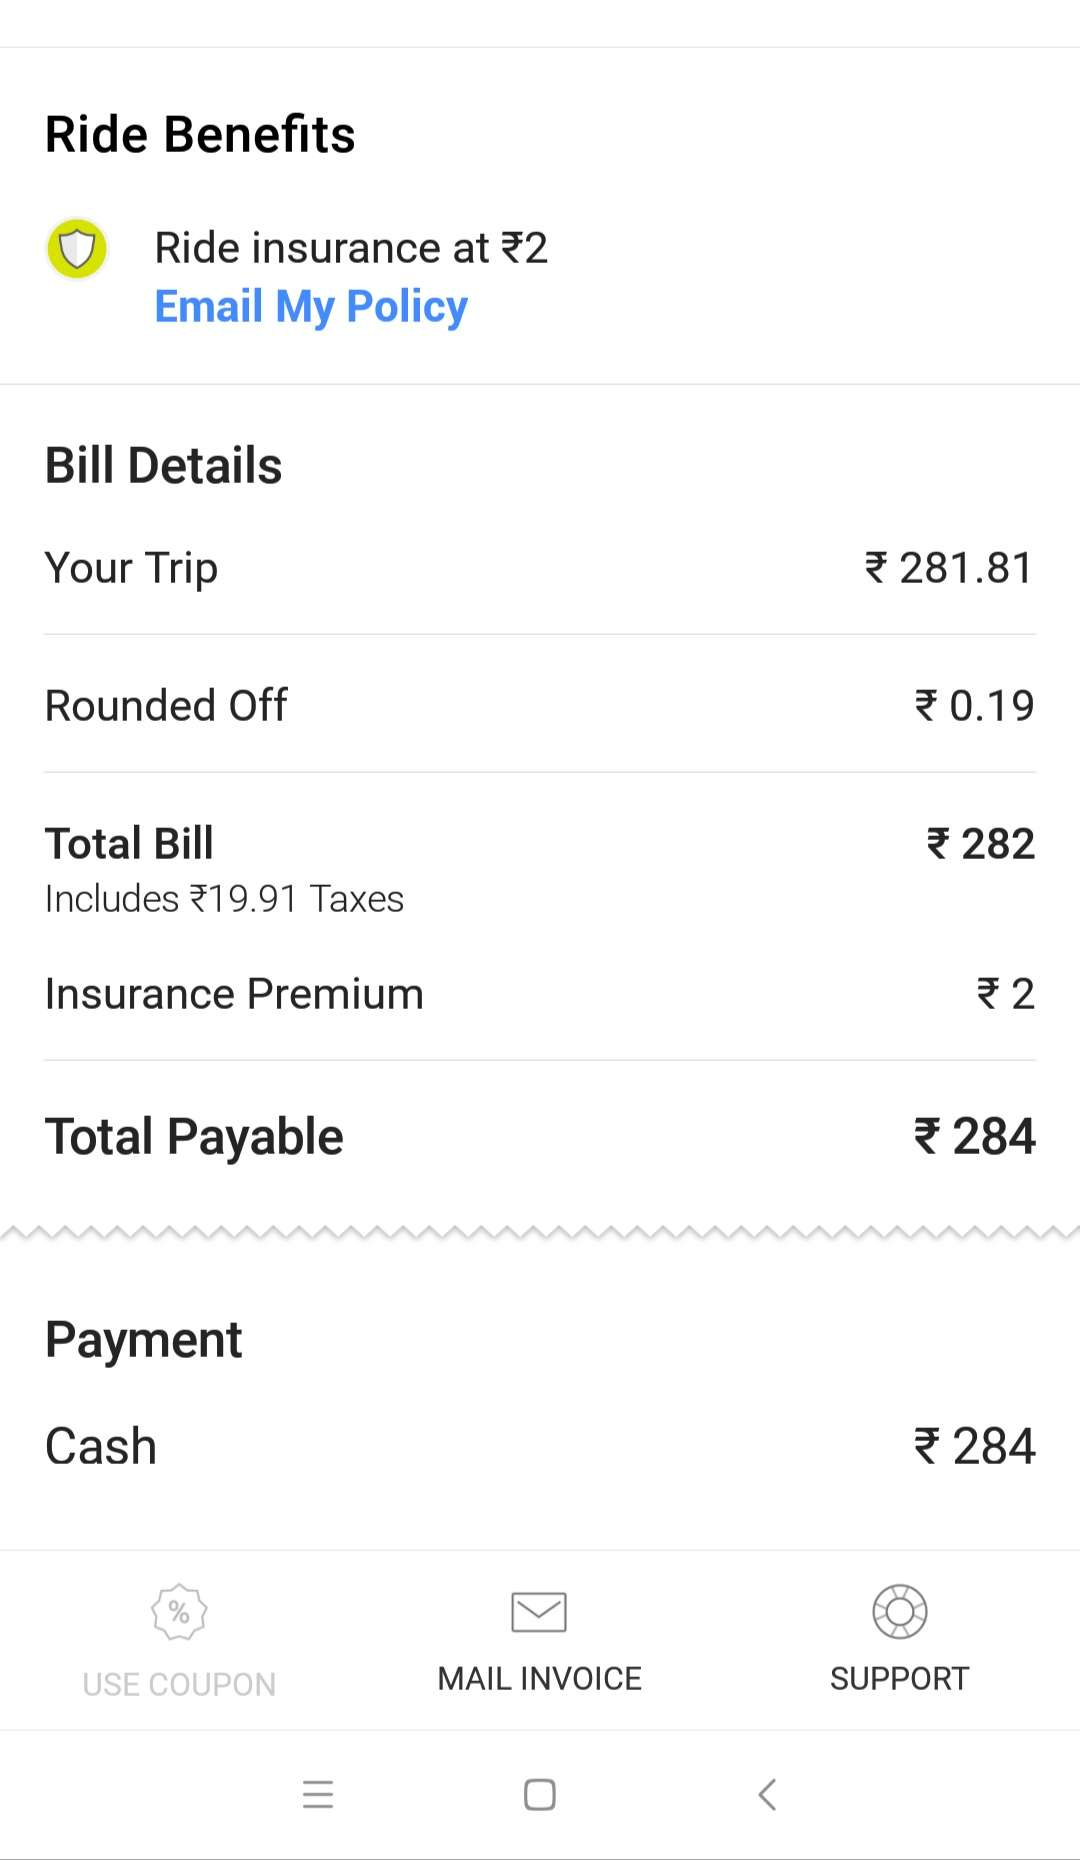 Ride Benefits
Ride insurance at ₹2
Email My Policy
Bill Details
Your Trip ₹ 281.81
Rounded Off ₹ 0.19
Total Bill ₹ 282
Includes ₹19.91 Taxes
Insurance Premium ₹ 2
Total Payable ₹ 284
Payment
Cash ₹ 284
% 
USE COUPON MAIL INVOICE SUPPORT